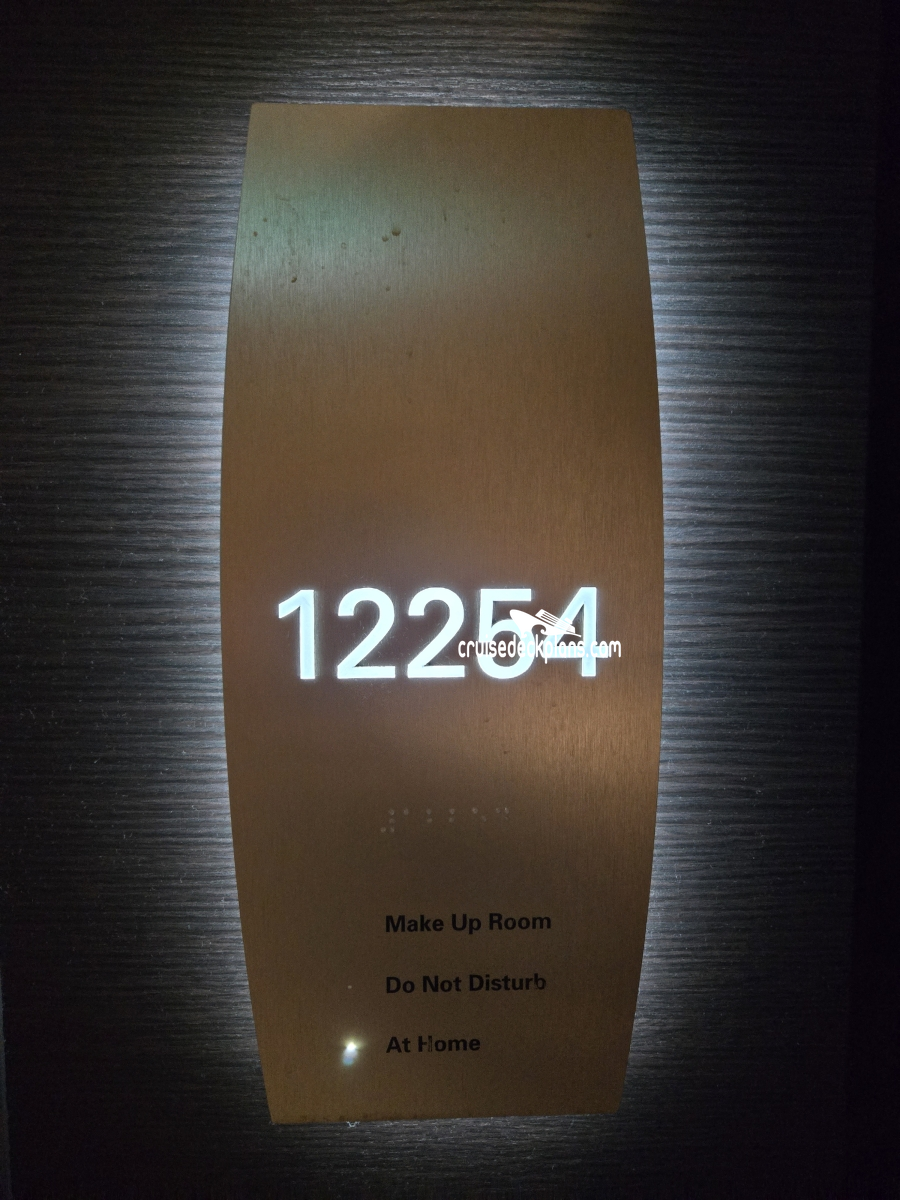 12254
cruisedeckplans.com
Make Up Room
Do Not Disturb
At Home